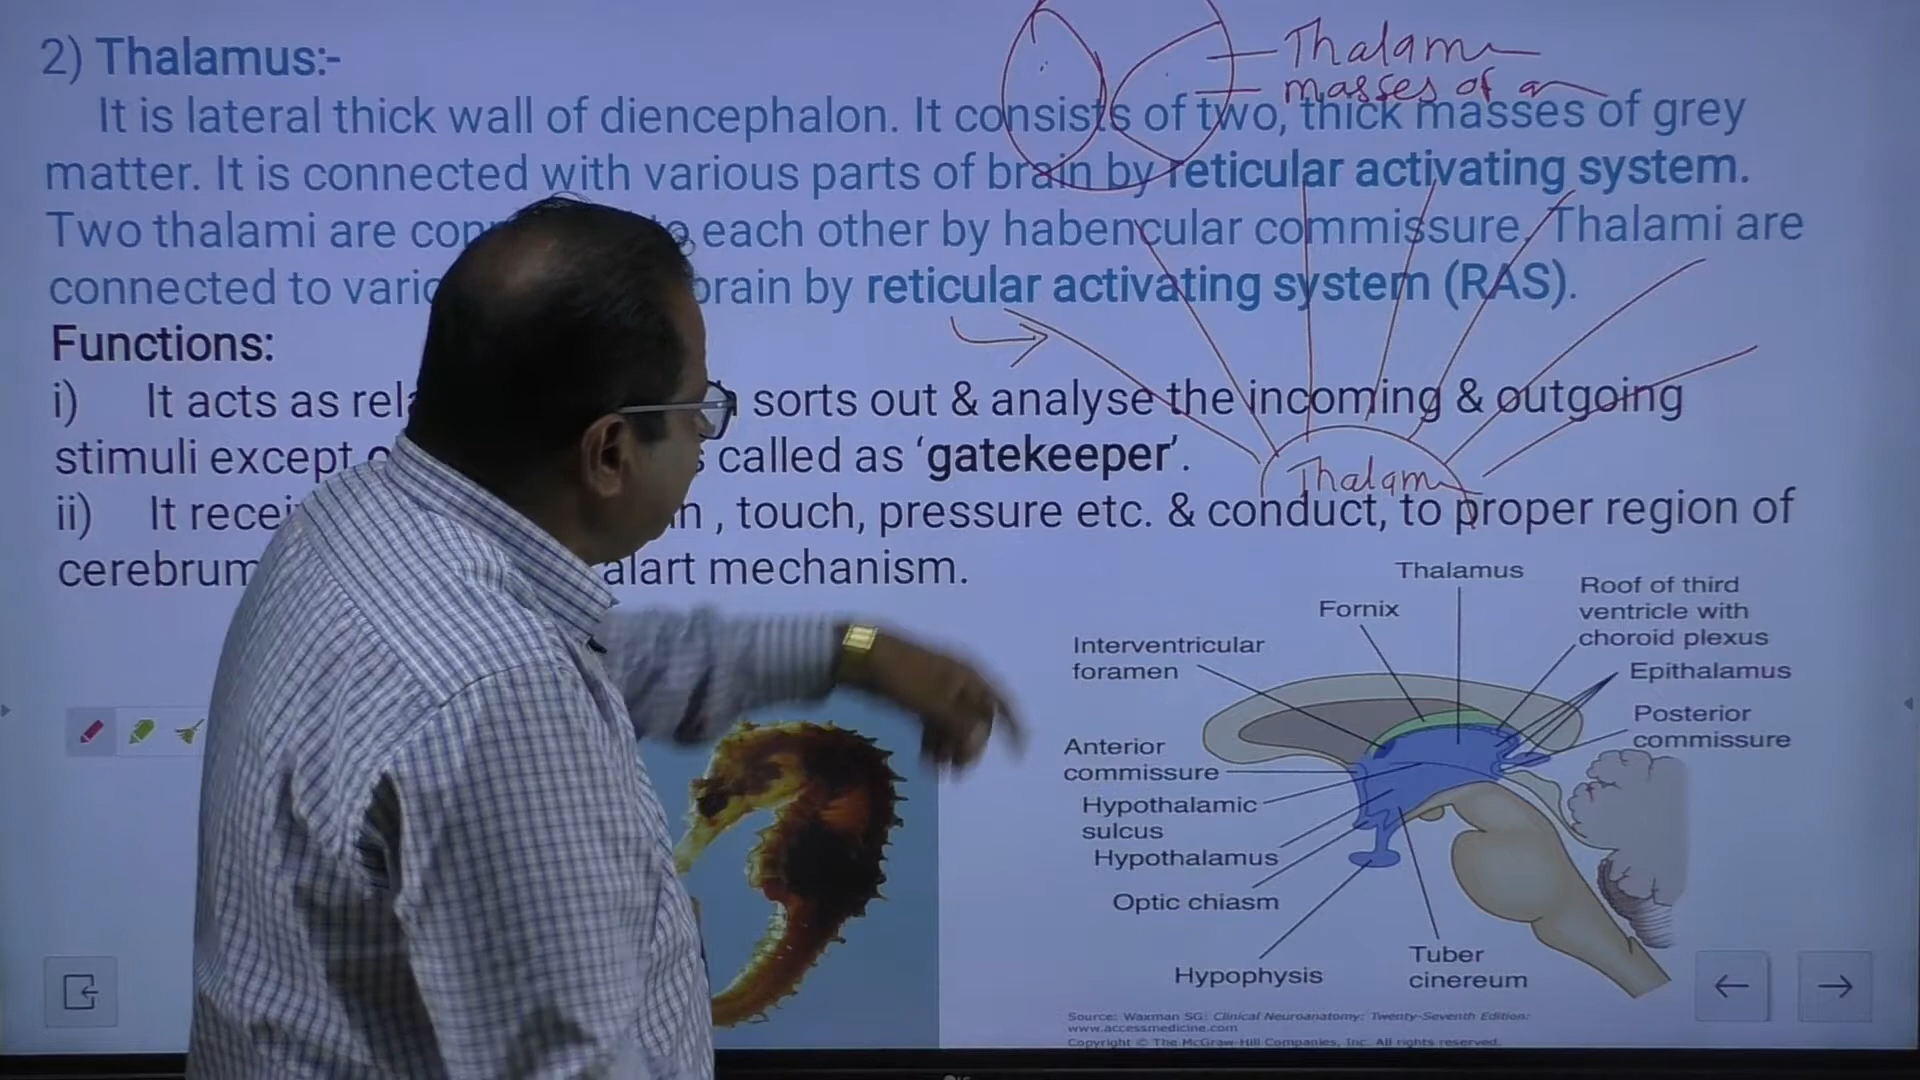 2) Thalamus:-
Thalam
masses of
It is lateral thick wall of diencephalon. It consists of two, thick masses of grey
matter. It is connected with various parts of brain by reticular activating system.
Two thalami are each other by habencular commissure. Thalami are
connected to brain by reticular activating system (RAS).
Functions:
i) It acts as sorts out & analyse the incoming & outgoing
stimuli except called as ‘gatekeeper’.
Thalam
ii) It , touch, pressure etc. & conduct, to proper region of
cerebrum alart mechanism.
Thalamus
Fornix
Roof of third
ventricle with
choroid plexus
Interventricular
foramen
Epithalamus
Posterior
commissure
Anterior
commissure
Hypothalamic
sulcus
Hypothalamus
Optic chiasm
Hypophysis
Tuber
cinereum
Source: Waxman SG: Clinical Neuroanatomy: Twenty-Seventh Edition:
www.accessmedicine.com
Copyright © The McGraw-Hill Companies, Inc. All rights reserved.